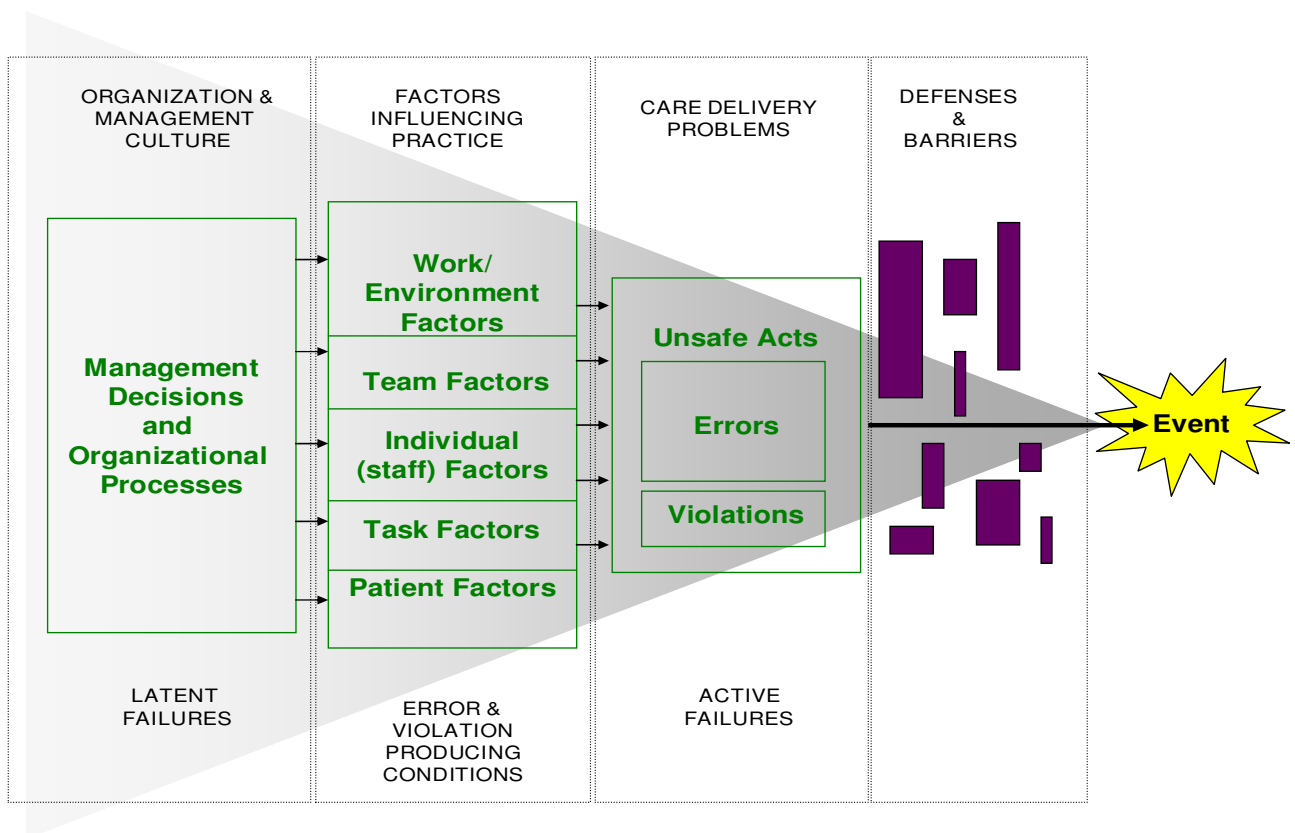 ORGANIZATION &
MANAGEMENT
CULTURE
FACTORS
INFLUENCING
PRACTICE
CARE DELIVERY
PROBLEMS
DEFENSES
&
BARRIERS
Management
Decisions
and
Organizational
Processes
Work/
Environment
Factors
Team Factors
Individual
(staff) Factors
Task Factors
Patient Factors
Unsafe Acts
Errors
Violations
Event
LATENT
FAILURES
ERROR &
VIOLATION
PRODUCING
CONDITIONS
ACTIVE
FAILURES